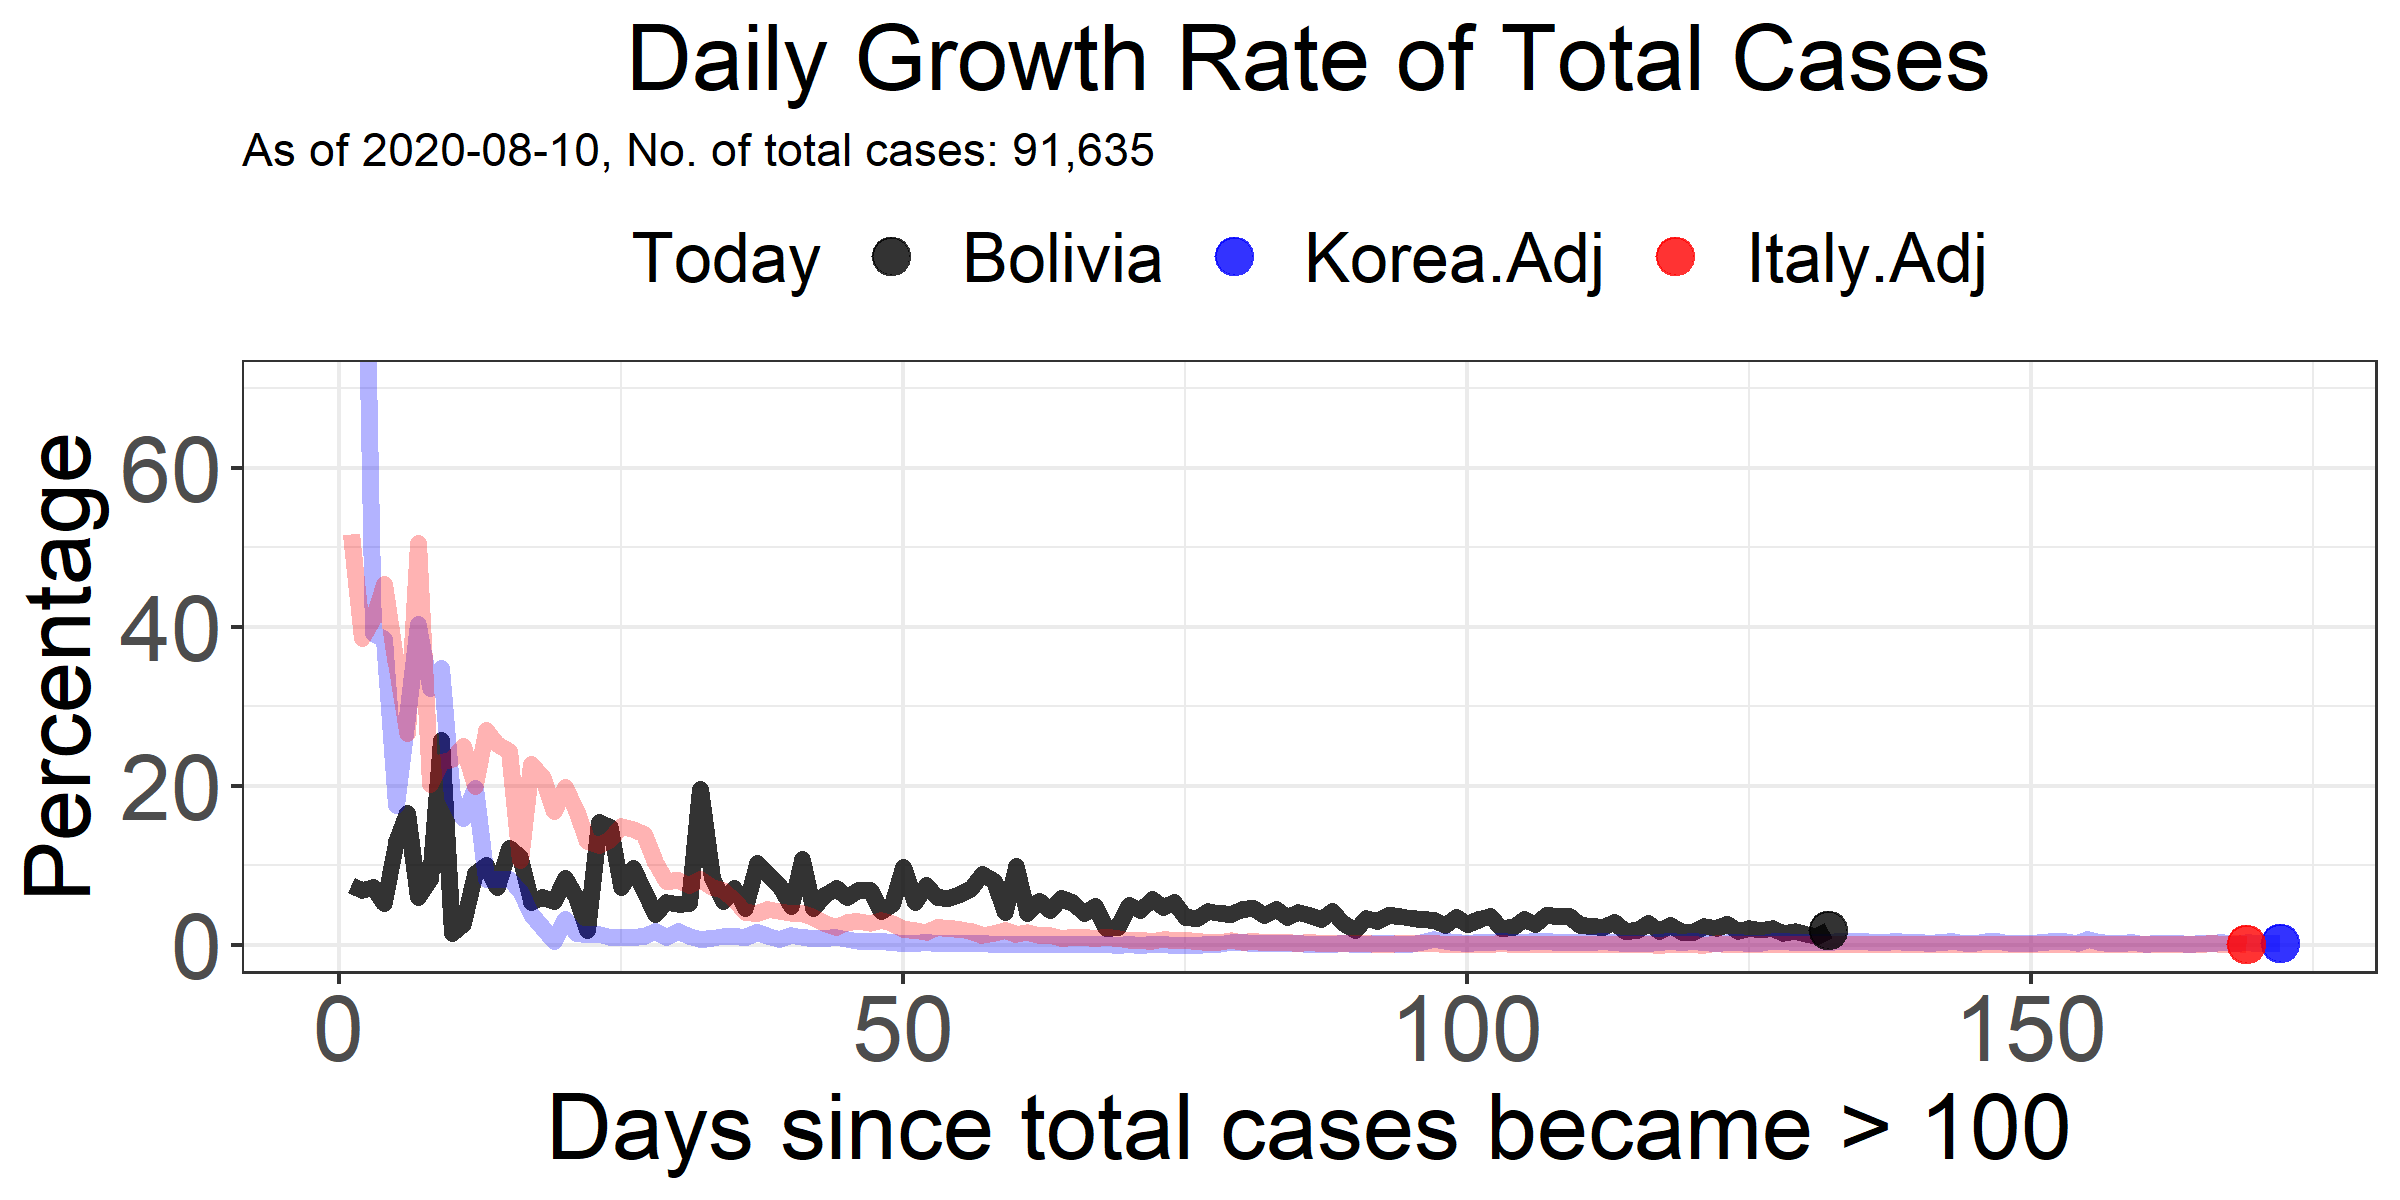 Daily Growth Rate of Total Cases
As of 2020-08-10, No. of total cases: 91,635
Today Bolivia Korea.Adj Italy.Adj
Percentage
60
40
20
0
0 50 100 150
Days since total cases became > 100